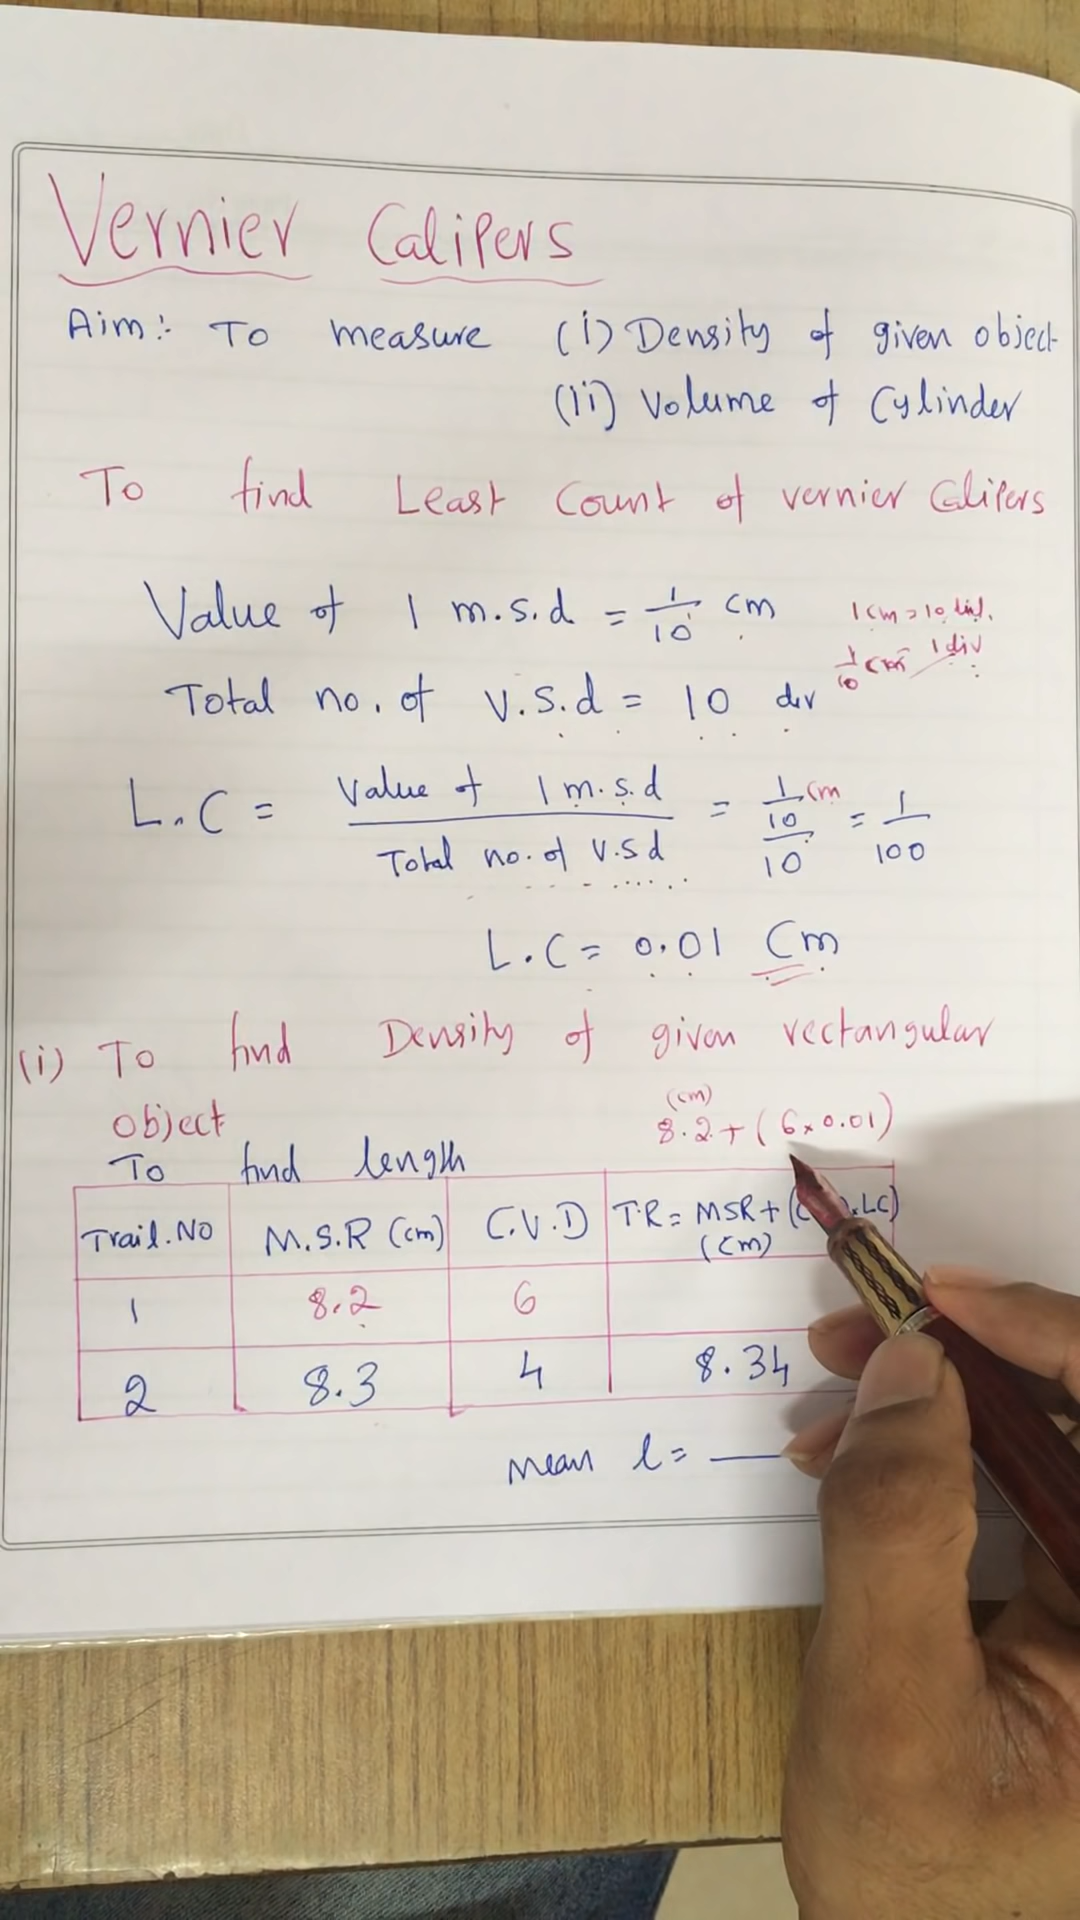 Vernier Calipers
Aim:- To measure (i) Density of given object
(ii) Volume of Cylinder
To find Least Count of vernier Calipers
Value of 1 m.s.d = 1/10 cm
1cm = 10 div.
1/10 cm = 1 div
Total no. of v.s.d = 10 div
L.C = Value of 1 m.s.d / Total no. of v.s.d = 1/10 cm / 10 = 1/100
L.C = 0.01 Cm
(i) To find Density of given rectangular
object
(cm)
8.2 + (6 x 0.01)
To find length
Trail.No M.S.R (cm) C.V.D T.R = MSR + ( x LC)
(Cm)
1 8.2 6
2 8.3 4 8.34
mean l =